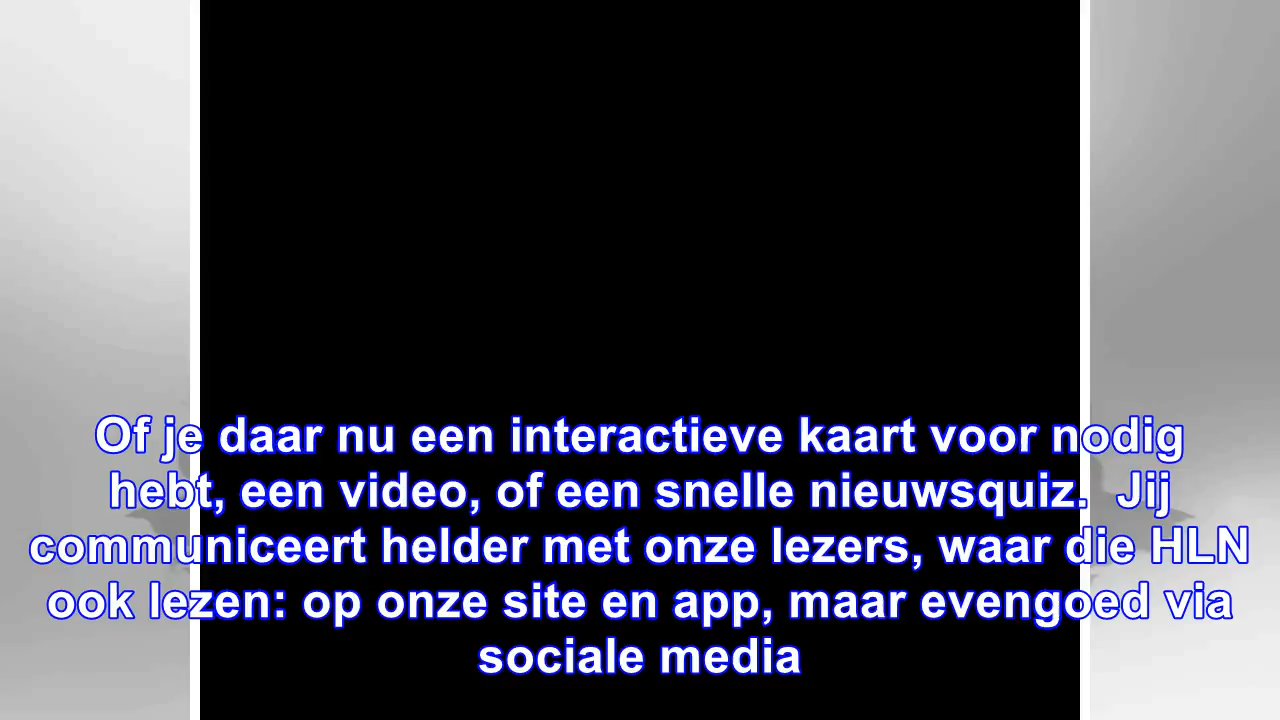 Of je daar nu een interactieve kaart voor nodig
hebt, een video, of een snelle nieuwsquiz.  Jij
communiceert helder met onze lezers, waar die HLN
ook lezen: op onze site en app, maar evengoed via
sociale media